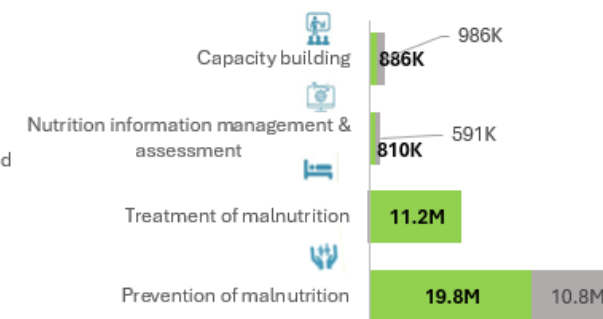 986K
Capacity building
886K
Nutrition information management &
assessment
591K
810K
d
Treatment of malnutrition
11.2M
Prevention of malnutrition
19.8M
10.8M